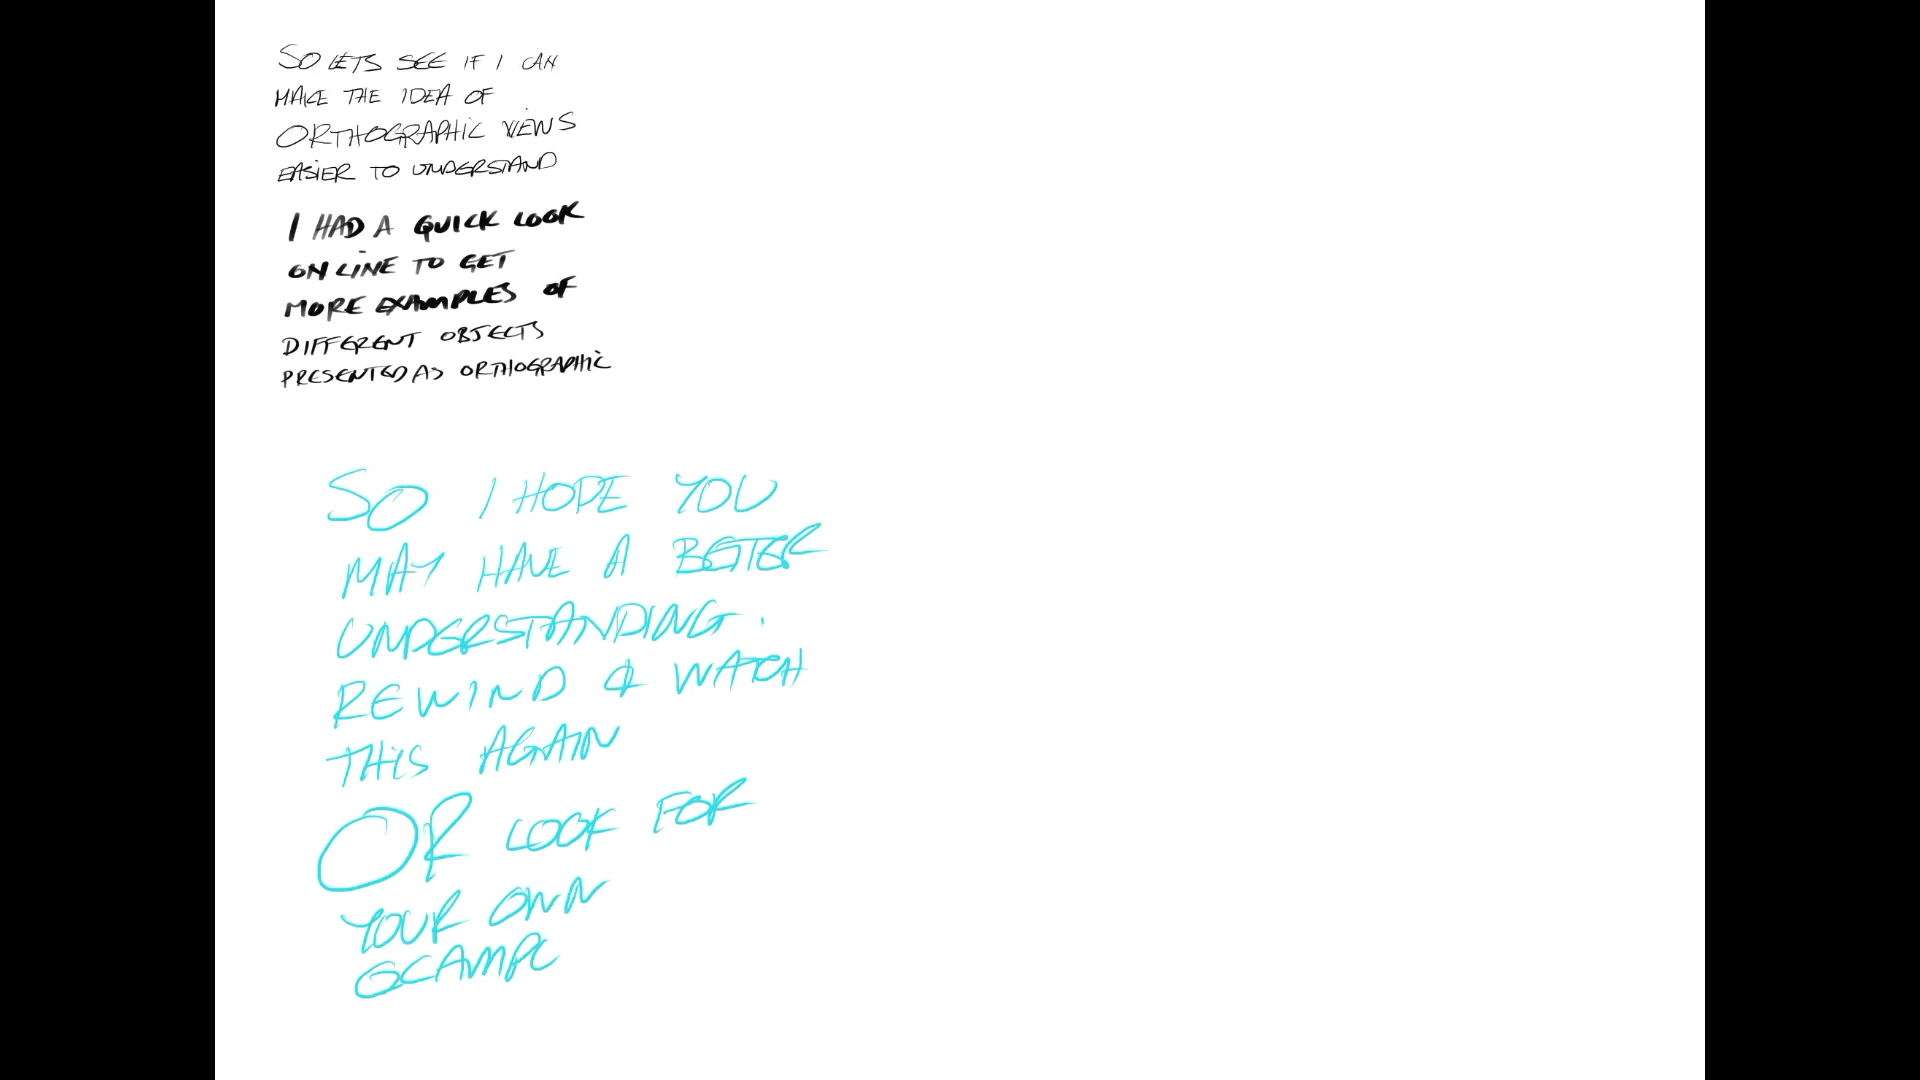 SO LETS SEE IF I CAN
MAKE THE IDEA OF
ORTHOGRAPHIC VIEWS
EASIER TO UNDERSTAND
I HAD A QUICK LOOK
ON LINE TO GET
MORE EXAMPLES OF
DIFFERENT OBJECTS
PRESENTED AS ORTHOGRAPHIC
SO I HOPE YOU
MAY HAVE A BETTER
UNDERSTANDING.
REWIND & WATCH
THIS AGAIN
OR LOOK FOR
YOUR OWN